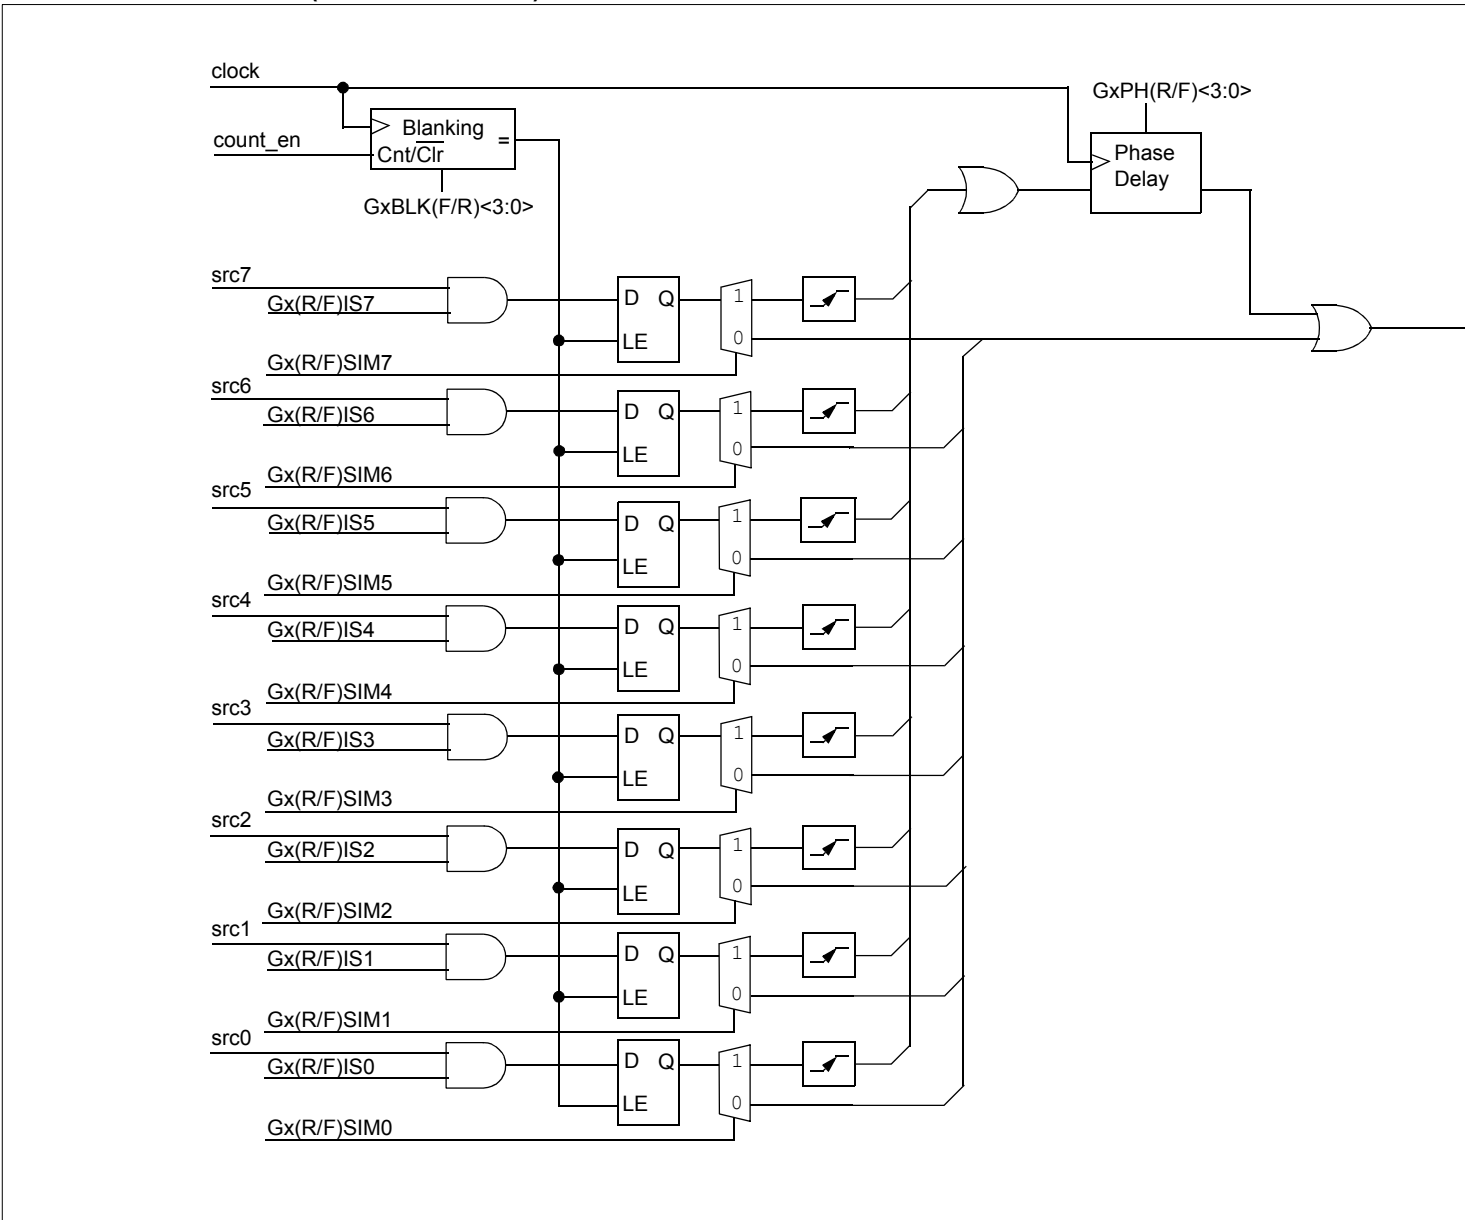 clock
GxPH(R/F)<3:0>
Blanking
=
count_en
Cnt/Clr
Phase
Delay
GxBLK(F/R)<3:0>
src7
Gx(R/F)IS7
D Q
1
LE
0
Gx(R/F)SIM7
src6
Gx(R/F)IS6
D Q
1
LE
0
Gx(R/F)SIM6
src5
Gx(R/F)IS5
D Q
1
LE
0
Gx(R/F)SIM5
src4
Gx(R/F)IS4
D Q
1
LE
0
Gx(R/F)SIM4
src3
Gx(R/F)IS3
D Q
1
LE
0
Gx(R/F)SIM3
src2
Gx(R/F)IS2
D Q
1
LE
0
Gx(R/F)SIM2
src1
Gx(R/F)IS1
D Q
1
LE
0
Gx(R/F)SIM1
src0
Gx(R/F)IS0
D Q
1
LE
0
Gx(R/F)SIM0